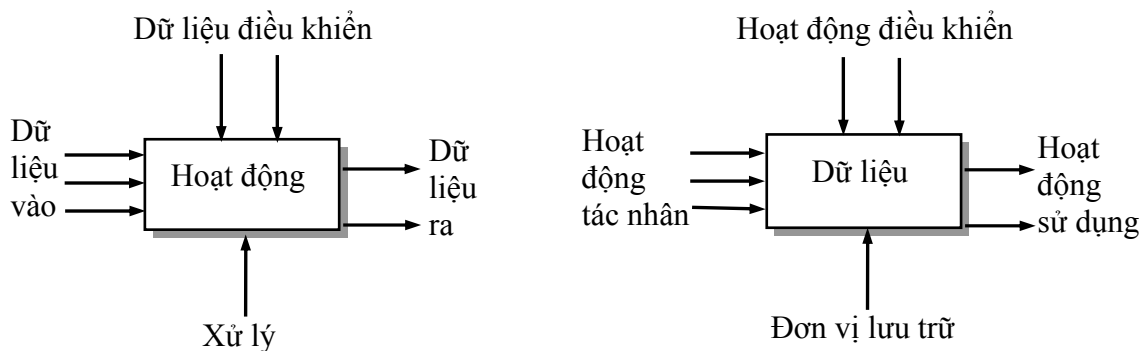 Dữ liệu điều khiển
Dữ
liệu
vào
Hoạt động
Dữ
liệu
ra
Xử lý
Hoạt động điều khiển
Hoạt
động
tác nhân
Dữ liệu
Hoạt
động
sử dụng
Đơn vị lưu trữ